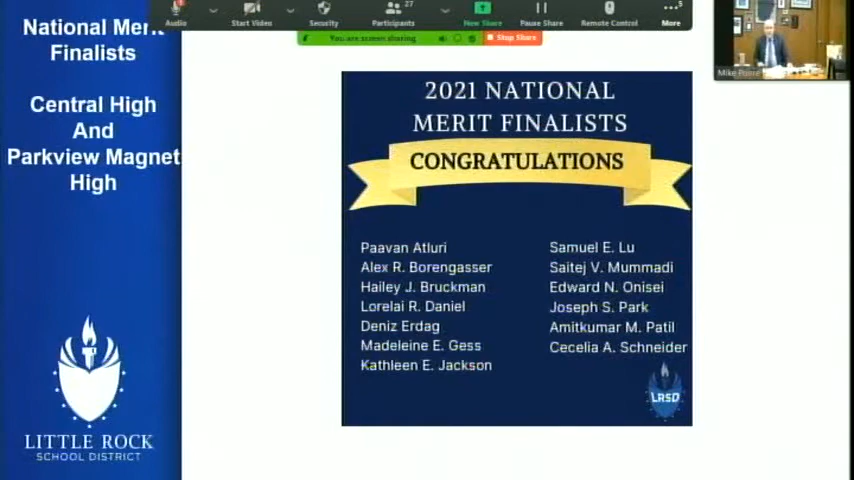 National Merit
Finalists
Central High
And
Parkview Magnet
High
LITTLE ROCK
SCHOOL DISTRICT
Audio
Start Video
Security
Participants
27
New Share
Pause Share
Remote Control
More
You are screen sharing
Stop Share
Mike
2021 NATIONAL
MERIT FINALISTS
CONGRATULATIONS
Paavan Atluri
Alex R. Borengasser
Hailey J. Bruckman
Lorelai R. Daniel
Deniz Erdag
Madeleine E. Gess
Kathleen E. Jackson
Samuel E. Lu
Saitej V. Mummadi
Edward N. Onisei
Joseph S. Park
Amitkumar M. Patil
Cecelia A. Schneider
LRSD